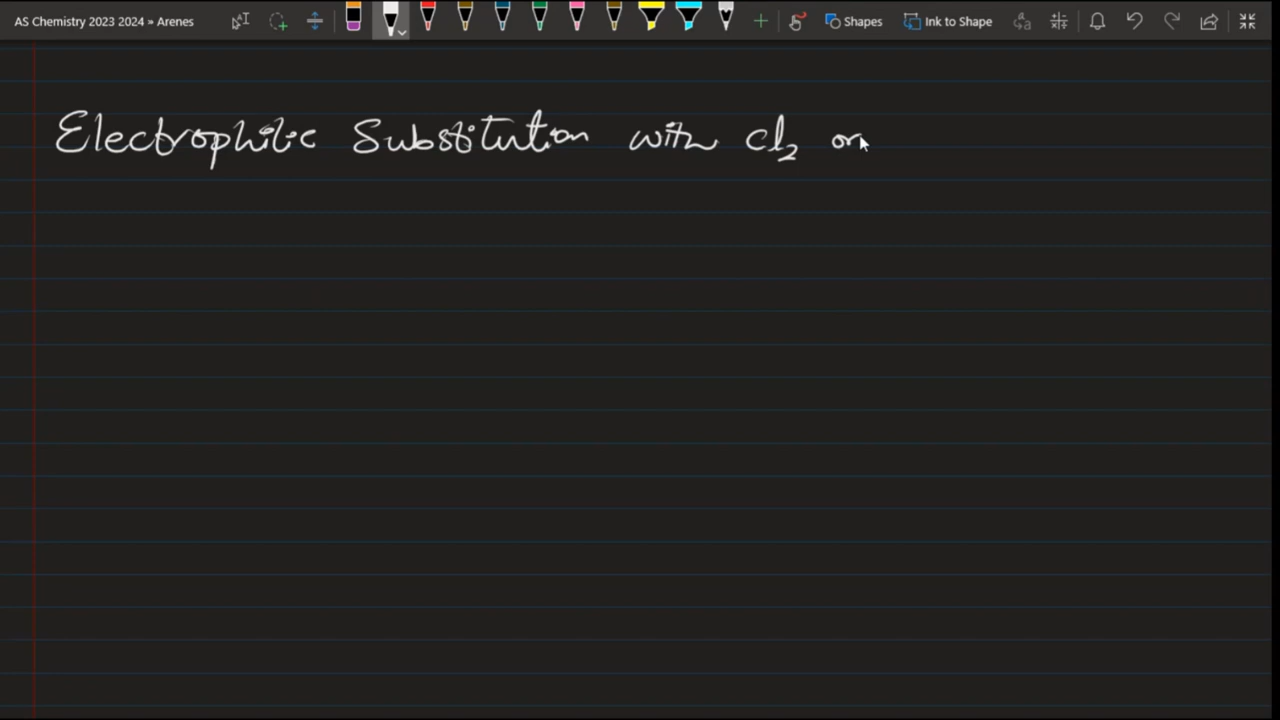 AS Chemistry 2023 2024 » Arenes
Shapes
Ink to Shape
Electrophilic Substitution with Cl₂ or